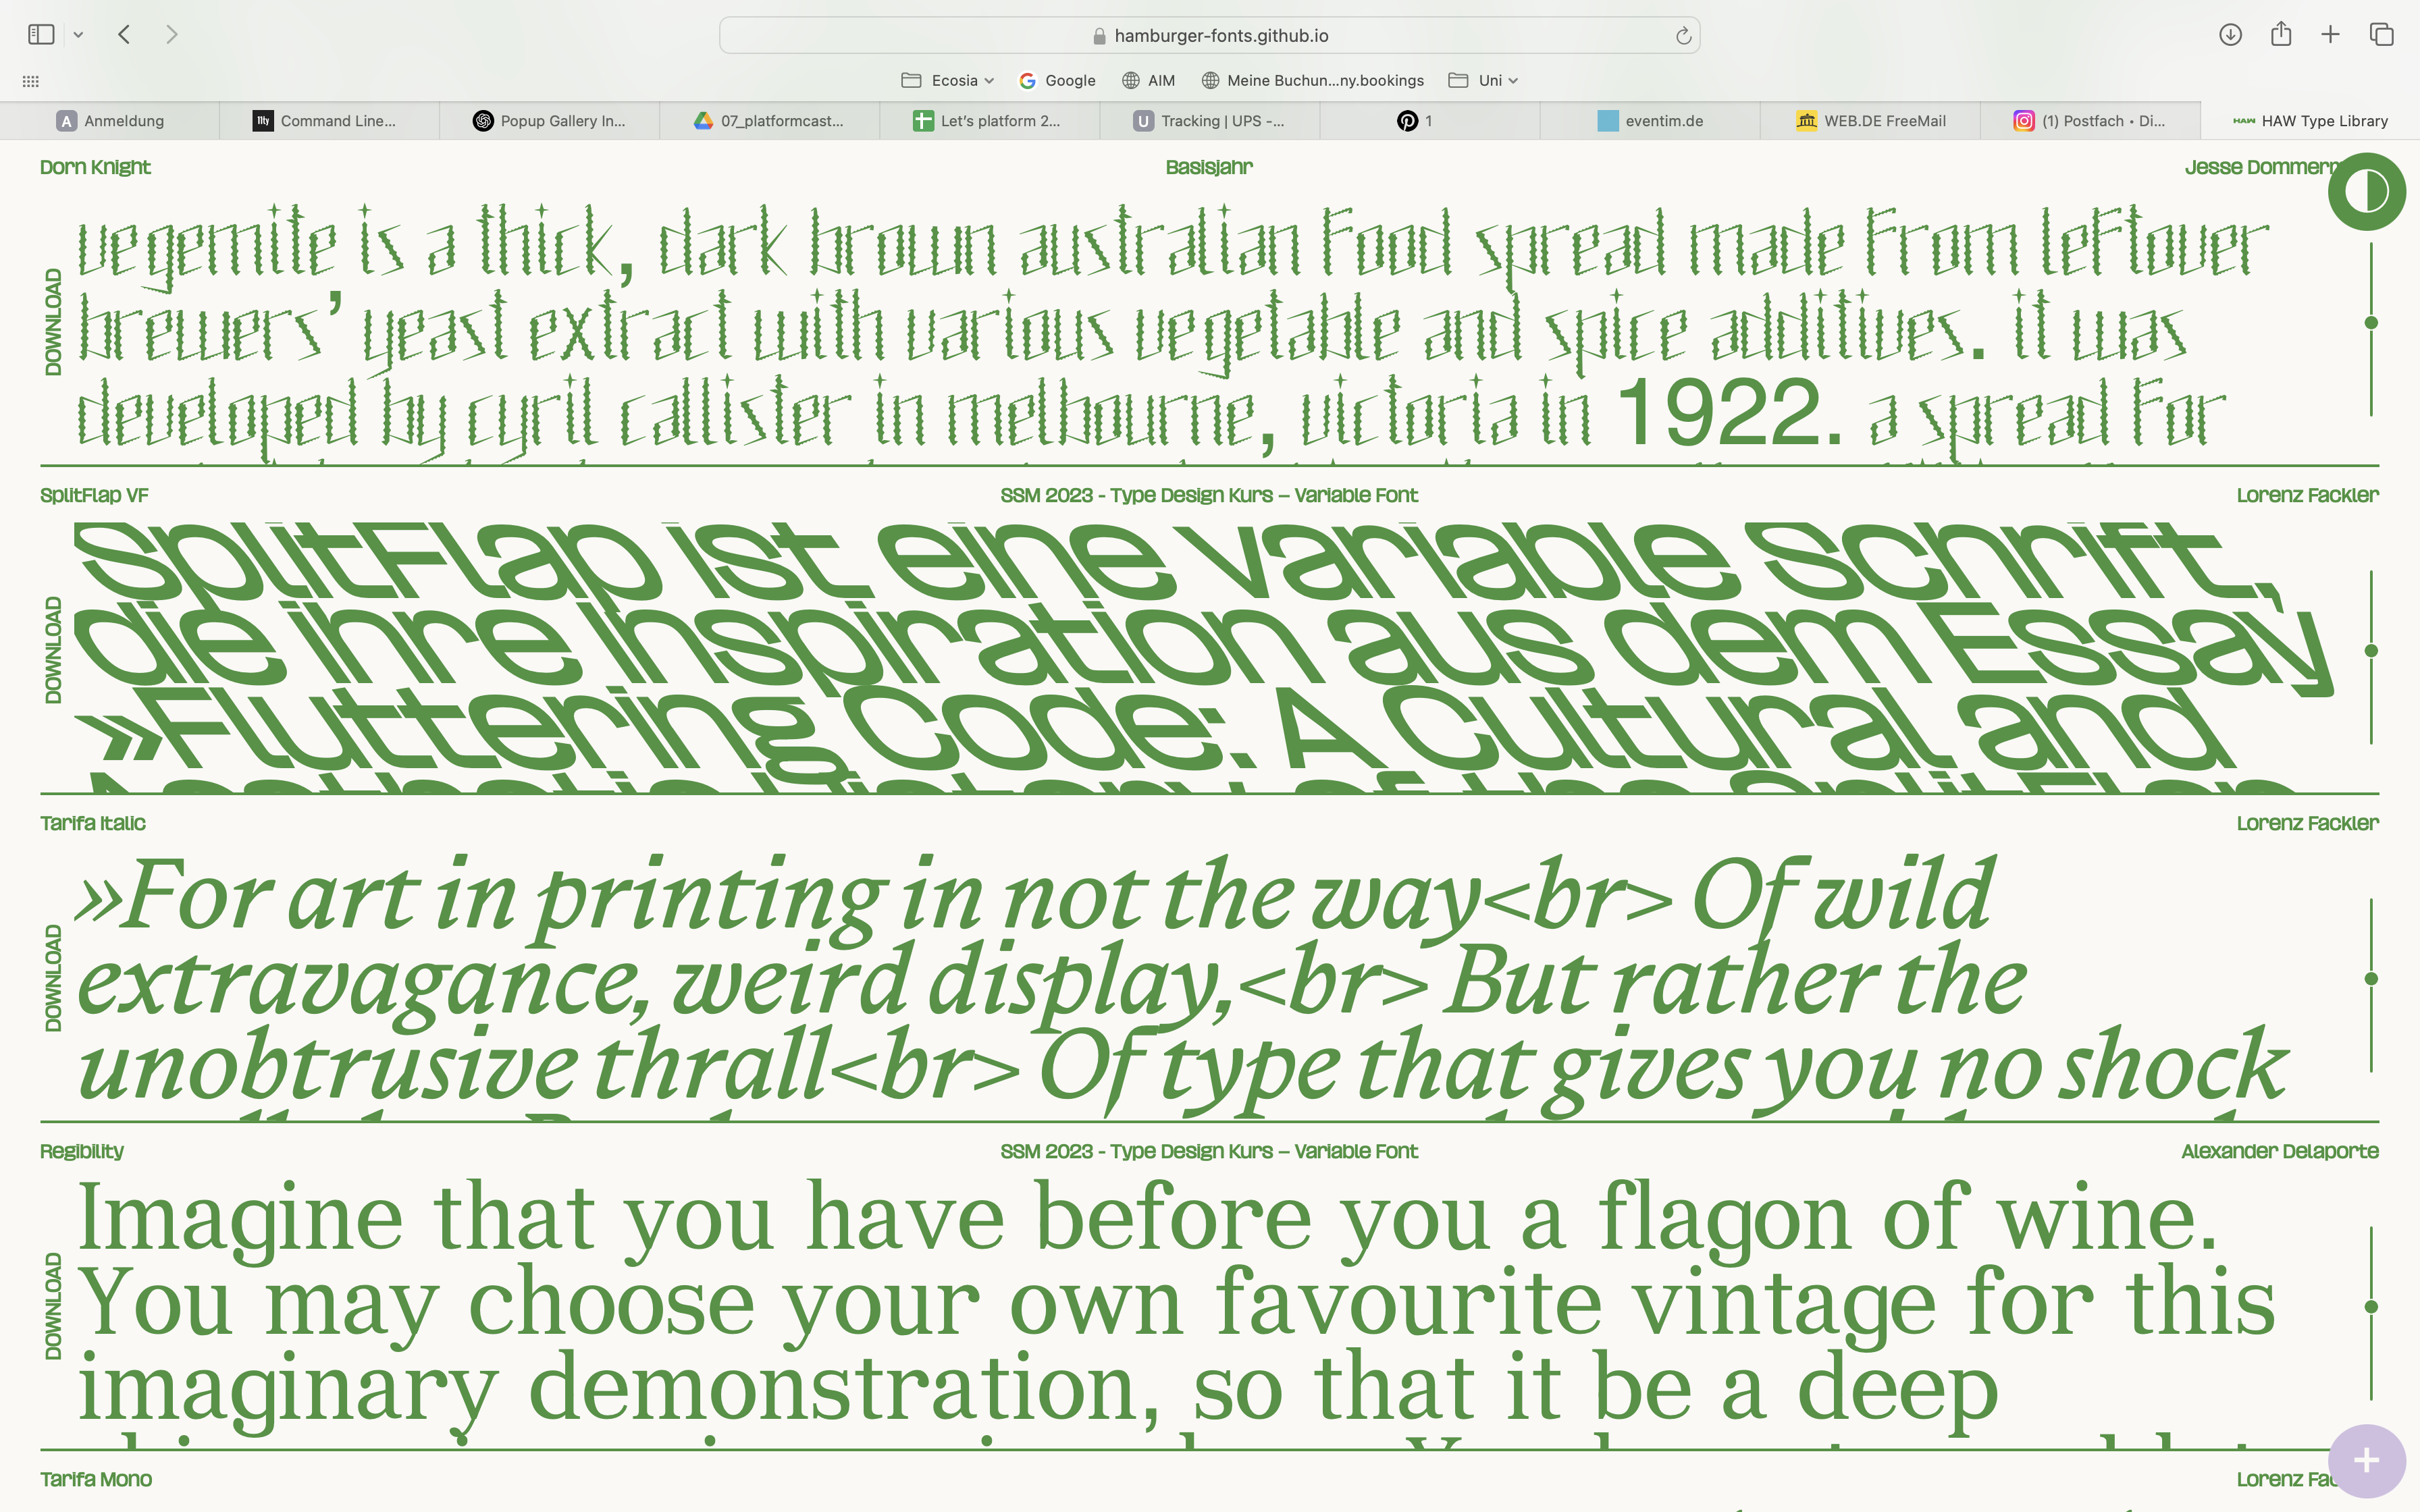 hamburger-fonts.github.io
Ecosia
Google
AIM
Meine Buchun...ny.bookings
Uni
A Anmeldung
11ty Command Line...
Popup Gallery In...
07_platformcast...
Let's platform 2...
U Tracking | UPS -...
1
eventim.de
WEB.DE FreeMail
(1) Postfach • Di...
HAW HAW Type Library
Dorn Knight
Basisjahr
Jesse Dommerm
DOWNLOAD
vegemite is a thick, dark brown australian food spread made from leftover
brewers' yeast extract with various vegetable and spice additives. it was
developed by cyril callister in melbourne, victoria in 1922. a spread for
SplitFlap VF
SSM 2023 - Type Design Kurs – Variable Font
Lorenz Fackler
DOWNLOAD
SplitFlap ist eine variable Schrift,
die ihre Inspiration aus dem Essay
»Fluttering Code: A Cultural and
Tarifa Italic
Lorenz Fackler
DOWNLOAD
»For art in printing in not the way<br> Of wild
extravagance, weird display,<br> But rather the
unobtrusive thrall<br> Of type that gives you no shock
Regibility
SSM 2023 - Type Design Kurs – Variable Font
Alexander Delaporte
DOWNLOAD
Imagine that you have before you a flagon of wine.
You may choose your own favourite vintage for this
imaginary demonstration, so that it be a deep
Tarifa Mono
Lorenz Fac